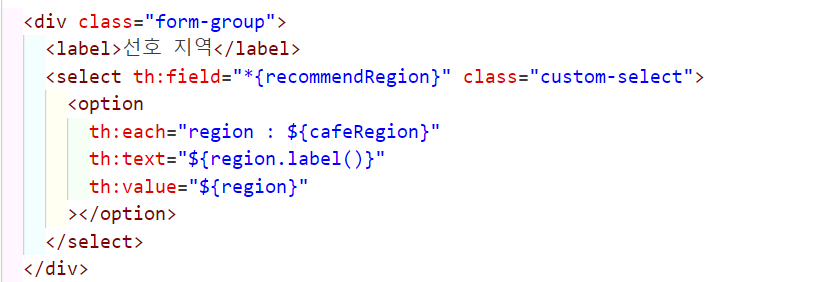 <div class="form-group">
<label>선호 지역</label>
<select th:field="*{recommendRegion}" class="custom-select">
<option
th:each="region : ${cafeRegion}"
th:text="${region.label()}"
th:value="${region}"
></option>
</select>
</div>